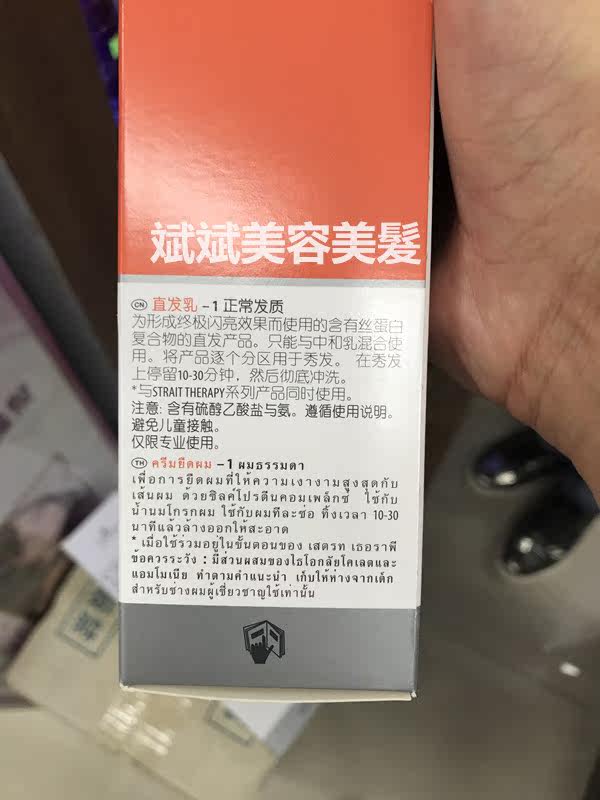 斌斌美容美髮
CN 直发乳 –1 正常发质
为形成终极闪亮效果而使用的含有丝蛋白
复合物的直发产品。只能与中和乳混合使
用。将产品逐个分区用于秀发。 在秀发
上停留10-30分钟．然后彻底冲洗。
*与STRAIT THERAPY系列产品同时使用。
注意: 含有硫醇乙酸盐与氨。遵循使用说明。
避免儿童接触。
仅限专业使用。
TH ครีมยืดผม –1 ผมธรรมดา
เพื่อการยืดผมที่ให้ความเงางามสูงสุดกับ
เส้นผม ด้วยซิลค์โปรตีนคอมเพล็กซ์ ใช้กับ
น้ำนมโกรกผม ใช้กับผมทีละช่อ ทิ้งเวลา 10-30
นาทีแล้วล้างออกให้สะอาด
* เมื่อใช้ร่วมอยู่ในขั้นตอนของ เสตรท เธอราพี
ข้อควรระวัง : มีส่วนผสมของไธโอกลัยโคเลตและ
แอมโมเนีย ทำตามคำแนะนำ เก็บให้ห่างจากเด็ก
สำหรับช่างผมผู้เชี่ยวชาญใช้เท่านั้น